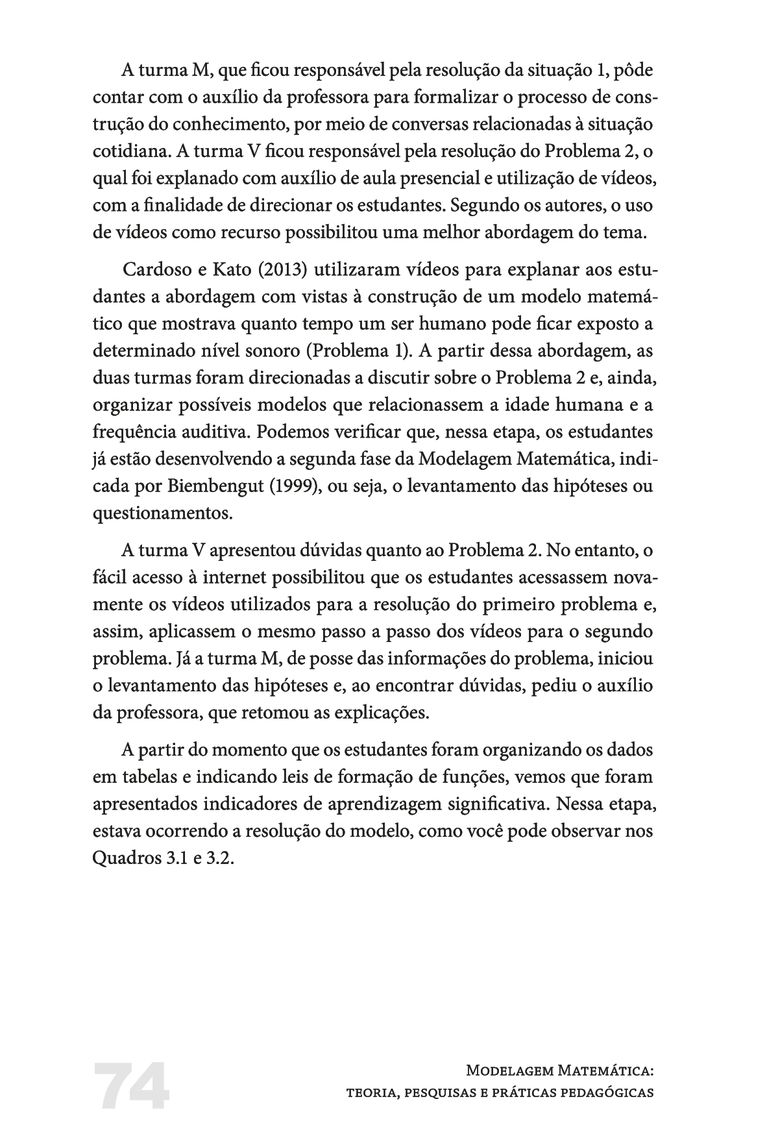 A turma M, que ficou responsável pela resolução da situação 1, pôde
contar com o auxílio da professora para formalizar o processo de cons-
trução do conhecimento, por meio de conversas relacionadas à situação
cotidiana. A turma V ficou responsável pela resolução do Problema 2, o
qual foi explanado com auxílio de aula presencial e utilização de vídeos,
com a finalidade de direcionar os estudantes. Segundo os autores, o uso
de vídeos como recurso possibilitou uma melhor abordagem do tema.
Cardoso e Kato (2013) utilizaram vídeos para explanar aos estu-
dantes a abordagem com vistas à construção de um modelo matemá-
tico que mostrava quanto tempo um ser humano pode ficar exposto a
determinado nível sonoro (Problema 1). A partir dessa abordagem, as
duas turmas foram direcionadas a discutir sobre o Problema 2 e, ainda,
organizar possíveis modelos que relacionassem a idade humana e a
frequência auditiva. Podemos verificar que, nessa etapa, os estudantes
já estão desenvolvendo a segunda fase da Modelagem Matemática, indi-
cada por Biembengut (1999), ou seja, o levantamento das hipóteses ou
questionamentos.
A turma V apresentou dúvidas quanto ao Problema 2. No entanto, o
fácil acesso à internet possibilitou que os estudantes acessassem nova-
mente os vídeos utilizados para a resolução do primeiro problema e,
assim, aplicassem o mesmo passo a passo dos vídeos para o segundo
problema. Já a turma M, de posse das informações do problema, iniciou
o levantamento das hipóteses e, ao encontrar dúvidas, pediu o auxílio
da professora, que retomou as explicações.
A partir do momento que os estudantes foram organizando os dados
em tabelas e indicando leis de formação de funções, vemos que foram
apresentados indicadores de aprendizagem significativa. Nessa etapa,
estava ocorrendo a resolução do modelo, como você pode observar nos
Quadros 3.1 e 3.2.
74
Modelagem Matemática:
teoria, pesquisas e práticas pedagógicas